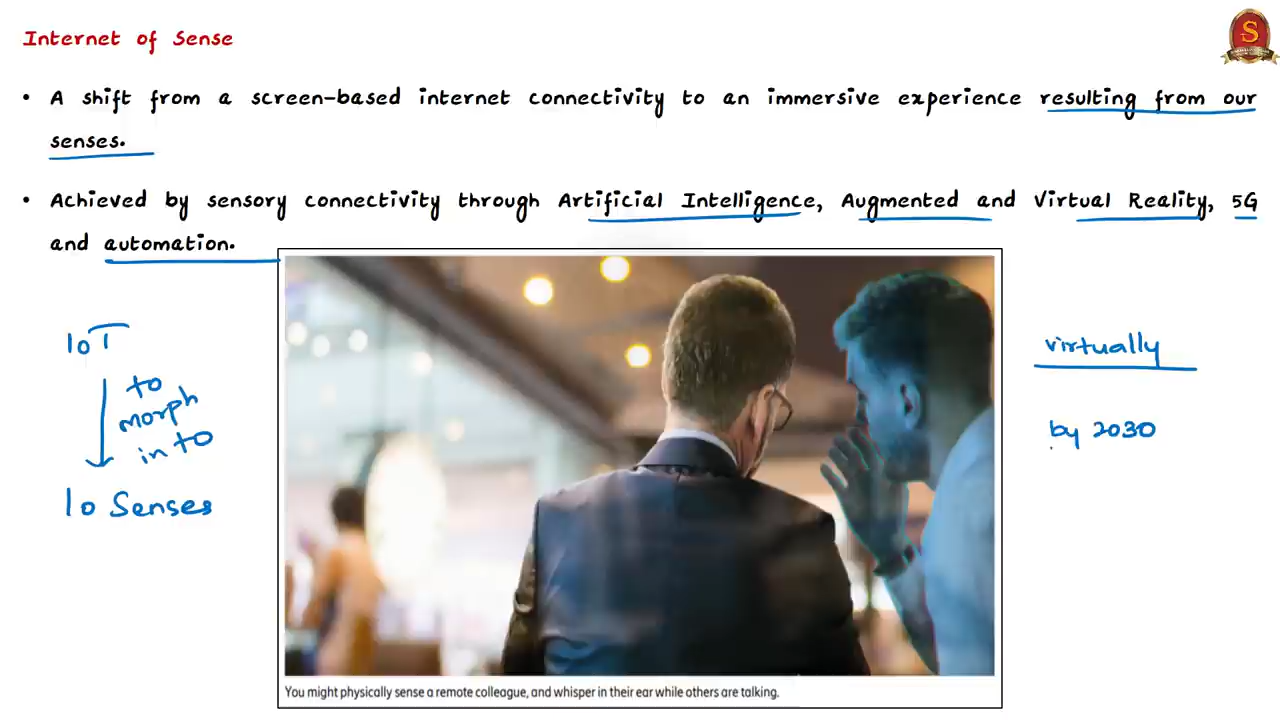 Internet of Sense
• A shift from a screen-based internet connectivity to an immersive experience resulting from our
senses.
• Achieved by sensory connectivity through Artificial Intelligence, Augmented and Virtual Reality, 5G
and automation.
IoT
to
morph
in to
Io Senses
virtually
by 2030
You might physically sense a remote colleague, and whisper in their ear while others are talking.
S